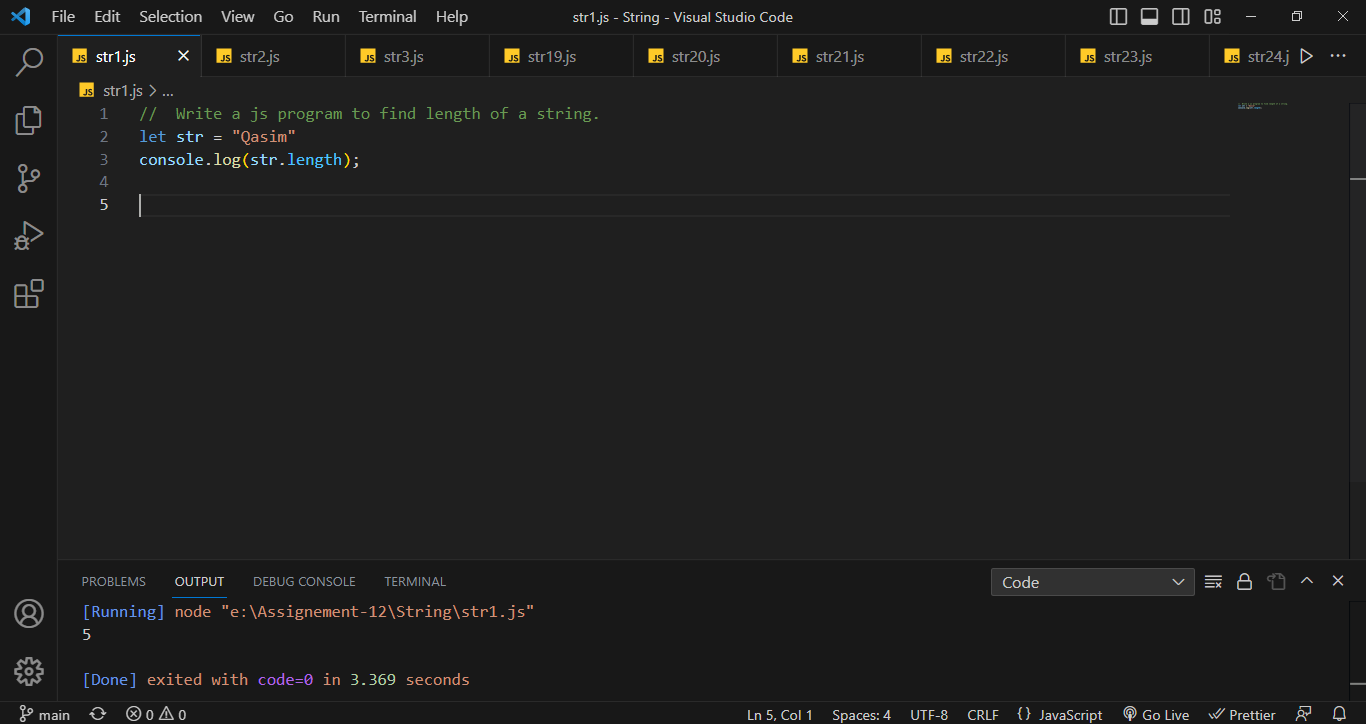 File Edit Selection View Go Run Terminal Help str1.js - String - Visual Studio Code
JS str1.js JS str2.js JS str3.js JS str19.js JS str20.js JS str21.js JS str22.js JS str23.js JS str24.j
JS str1.js > ...
1 //  Write a js program to find length of a string.
2 let str = "Qasim"
3 console.log(str.length);
4
5
PROBLEMS OUTPUT DEBUG CONSOLE TERMINAL Code
[Running] node "e:\Assignement-12\String\str1.js"
5
[Done] exited with code=0 in 3.369 seconds
main 0 0 Ln 5, Col 1 Spaces: 4 UTF-8 CRLF {} JavaScript Go Live Prettier